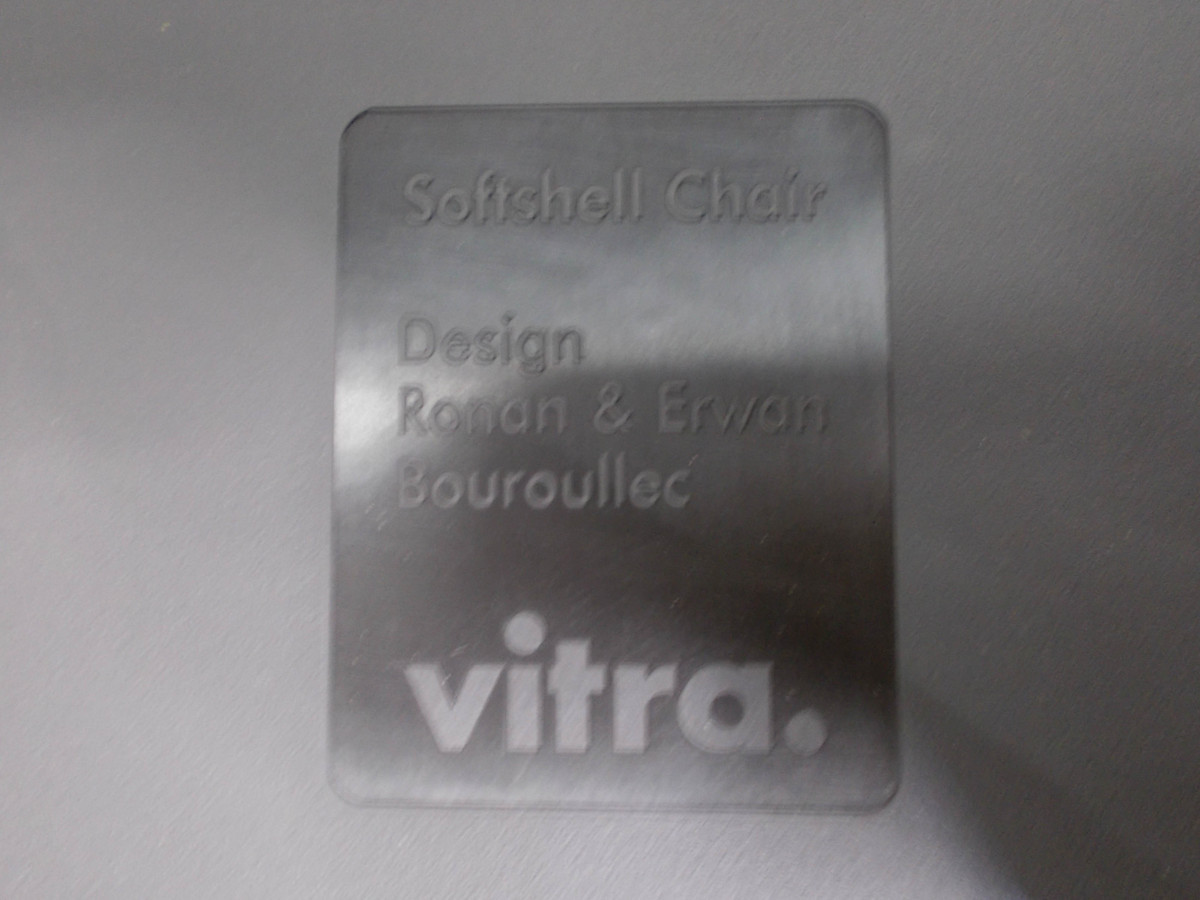 Softshell Chair
Design
Ronan & Erwan
Bouroullec
vitra.